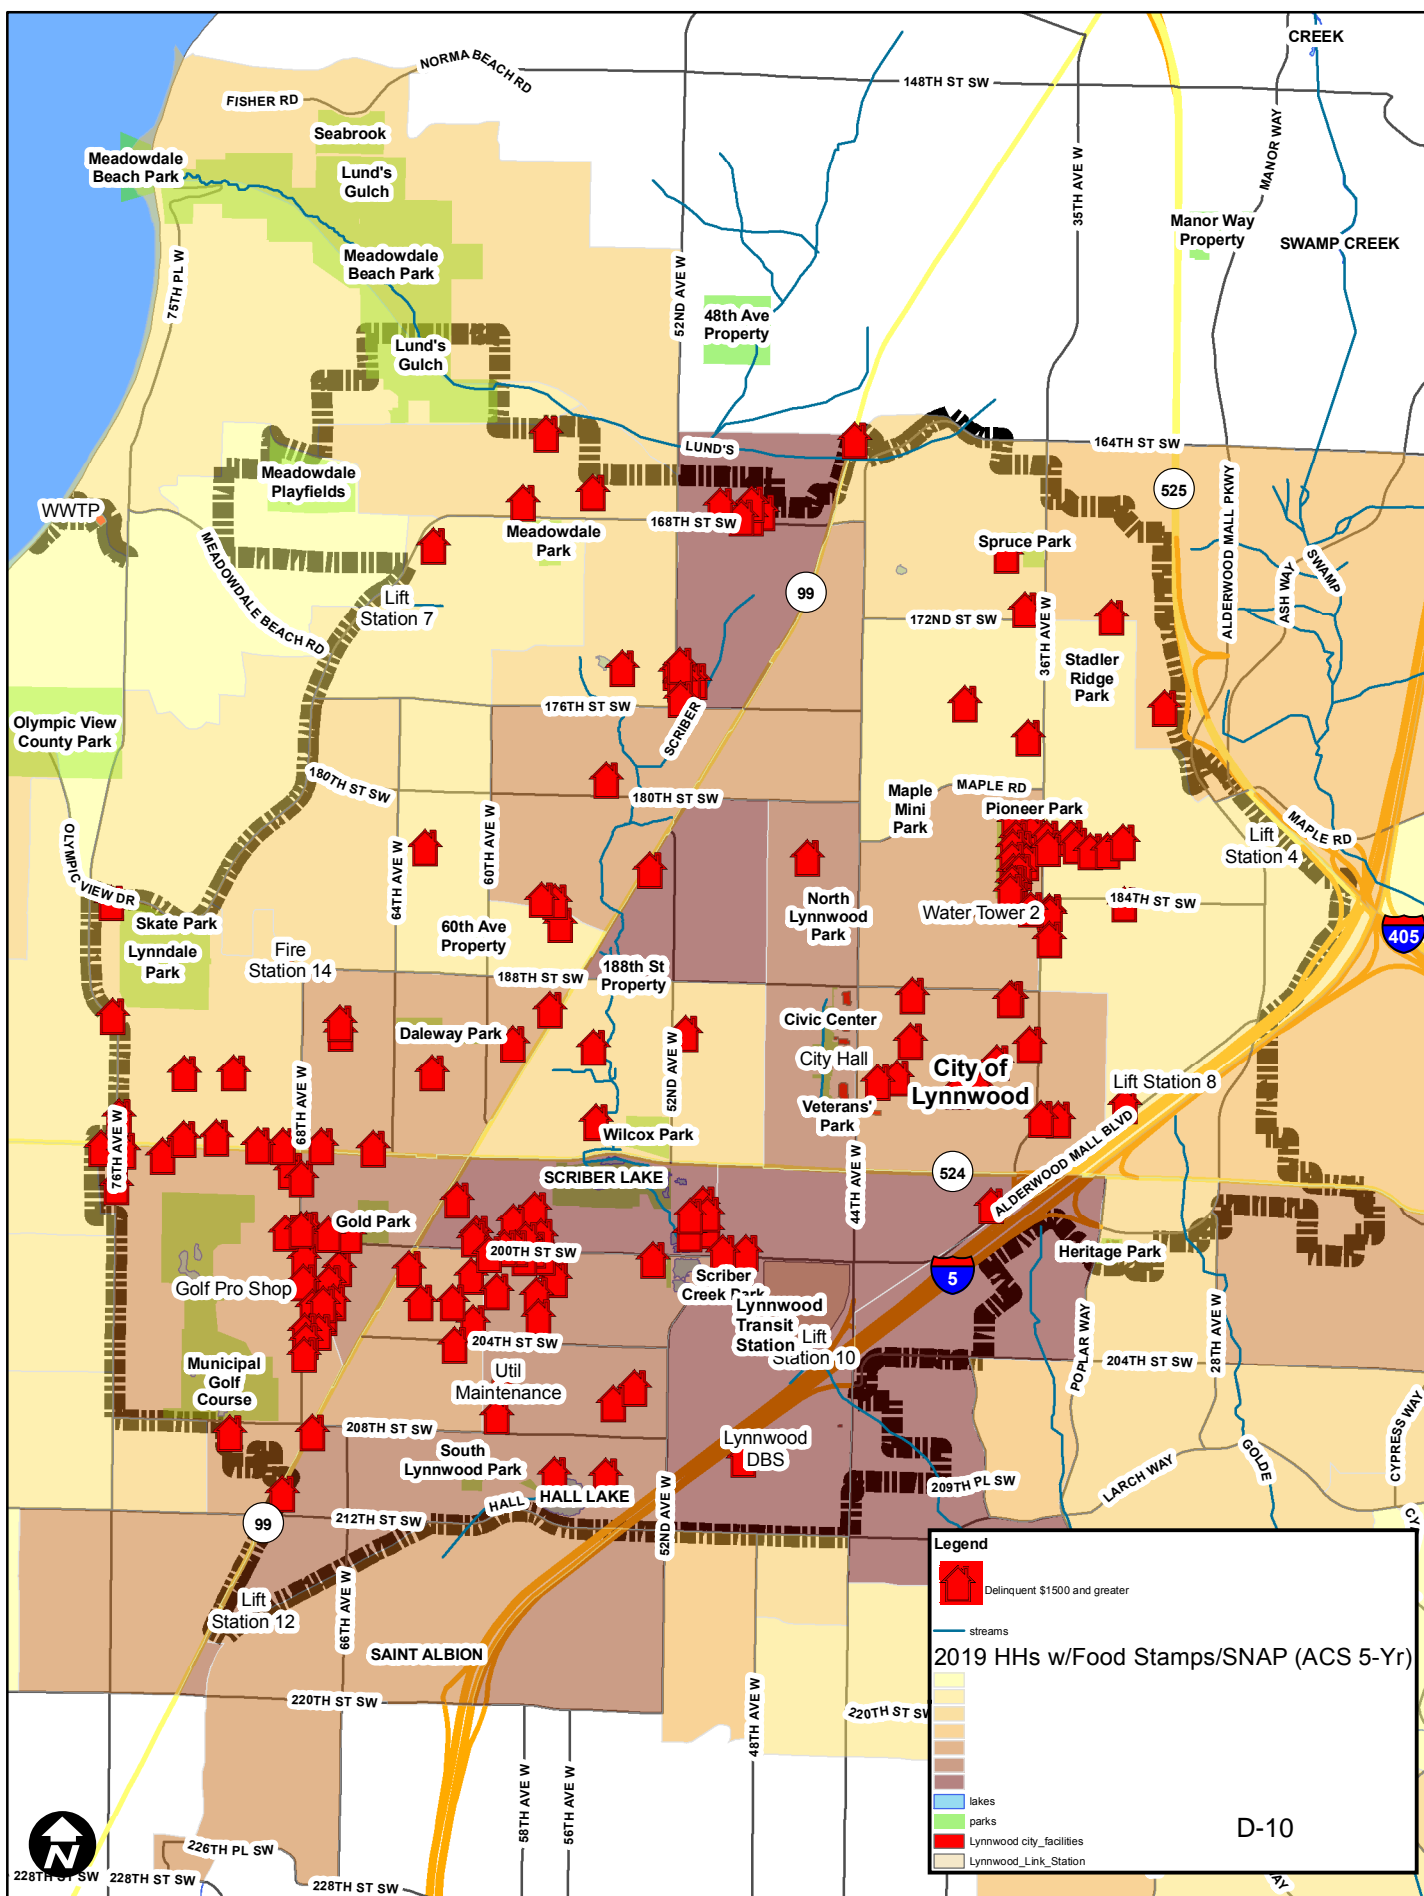 CREEK
NORMA BEACH RD
148TH ST SW
FISHER RD
Seabrook
Meadowdale
Beach Park
Lund's
Gulch
MANOR WAY
35TH AVE W
Manor Way
Property
SWAMP CREEK
Meadowdale
Beach Park
75TH PL W
52ND AVE W
48th Ave
Property
Lund's
Gulch
LUND'S
164TH ST SW
Meadowdale
Playfields
525
WWTP
168TH ST SW
Meadowdale
Park
Spruce Park
ALDERWOOD MALL PKWY
SWAMP
ASH WAY
MEADOWDALE BEACH RD
Lift
Station 7
99
172ND ST SW
36TH AVE W
Stadler
Ridge
Park
176TH ST SW
SCRIBER
Olympic View
County Park
180TH ST SW
180TH ST SW
Maple
Mini
Park
MAPLE RD
Pioneer Park
MAPLE RD
Lift
Station 4
OLYMPIC VIEW DR
64TH AVE W
60TH AVE W
184TH ST SW
Skate Park
North
Lynnwood
Park
Water Tower 2
405
60th Ave
Property
Lynndale
Park
Fire
Station 14
188TH ST SW
188th St
Property
Civic Center
Daleway Park
City Hall
52ND AVE W
City of
Lynnwood
Lift Station 8
68TH AVE W
76TH AVE W
Veterans'
Park
Wilcox Park
ALDERWOOD MALL BLVD
524
SCRIBER LAKE
44TH AVE W
Gold Park
200TH ST SW
Heritage Park
5
Golf Pro Shop
Scriber
Creek Park
Lynnwood
Transit
Station
Lift
Station 10
28TH AVE W
POPLAR WAY
204TH ST SW
204TH ST SW
Municipal
Golf
Course
Util
Maintenance
CYPRESS WAY
208TH ST SW
Lynnwood
DBS
South
Lynnwood Park
GOLDE
LARCH WAY
209TH PL SW
HALL LAKE
HALL
99
212TH ST SW
52ND AVE W
CY
Lift
Station 12
66TH AVE W
SAINT ALBION
220TH ST SW
48TH AVE W
220TH ST SW
58TH AVE W
56TH AVE W
226TH PL SW
228TH ST SW
228TH ST SW
228TH ST SW
N
AY
Legend
Delinquent $1500 and greater
streams
2019 HHs w/Food Stamps/SNAP (ACS 5-Yr)
lakes
parks
Lynnwood city_facilities
Lynnwood_Link_Station
D-10